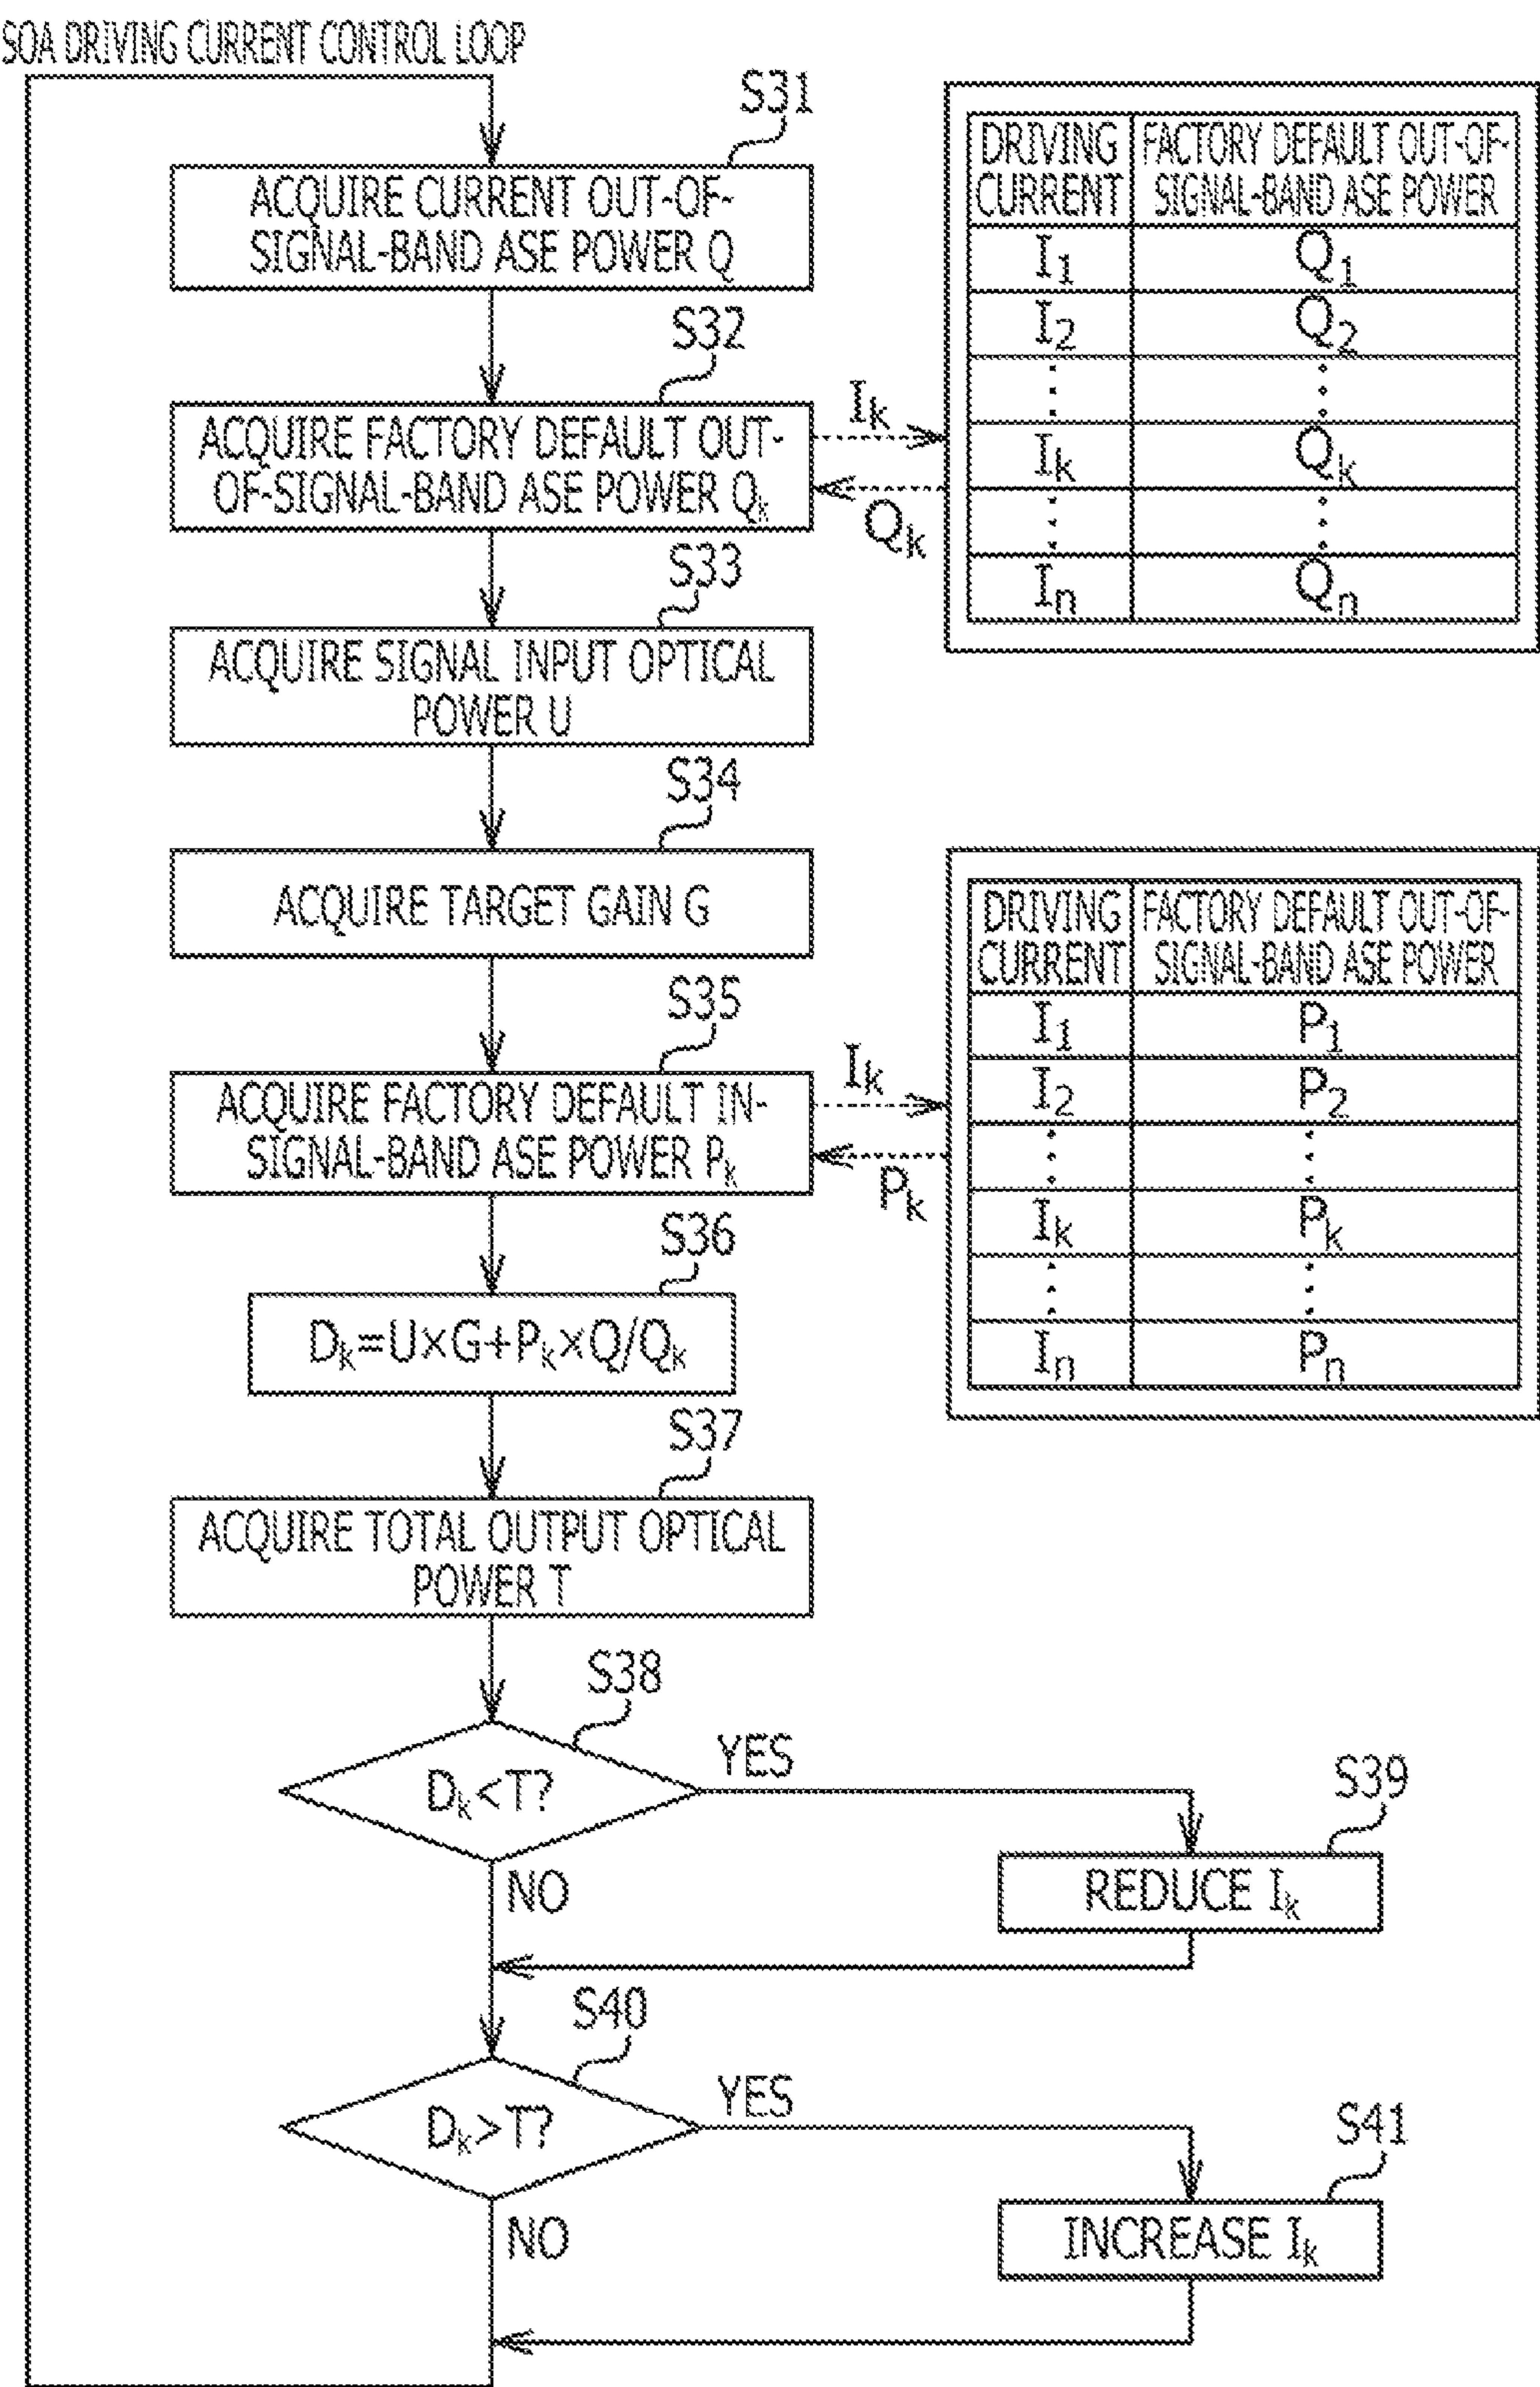 SOA DRIVING CURRENT CONTROL LOOP
S31
ACQUIRE CURRENT OUT-OF-
SIGNAL-BAND ASE POWER Q
S32
ACQUIRE FACTORY DEFAULT OUT-
OF-SIGNAL-BAND ASE POWER Qk
Ik
Qk
DRIVING CURRENT
FACTORY DEFAULT OUT-OF-
SIGNAL-BAND ASE POWER
I1 Q1
I2 Q2
⋮ ⋮
Ik Qk
⋮ ⋮
In Qn
S33
ACQUIRE SIGNAL INPUT OPTICAL
POWER U
S34
ACQUIRE TARGET GAIN G
S35
ACQUIRE FACTORY DEFAULT IN-
SIGNAL-BAND ASE POWER Pk
Ik
Pk
DRIVING CURRENT
FACTORY DEFAULT OUT-OF-
SIGNAL-BAND ASE POWER
I1 P1
I2 P2
⋮ ⋮
Ik Pk
⋮ ⋮
In Pn
S36
Dk=U×G+Pk×Q/Qk
S37
ACQUIRE TOTAL OUTPUT OPTICAL
POWER T
S38
Dk<T?
YES
NO
S39
REDUCE Ik
S40
Dk>T?
YES
NO
S41
INCREASE Ik